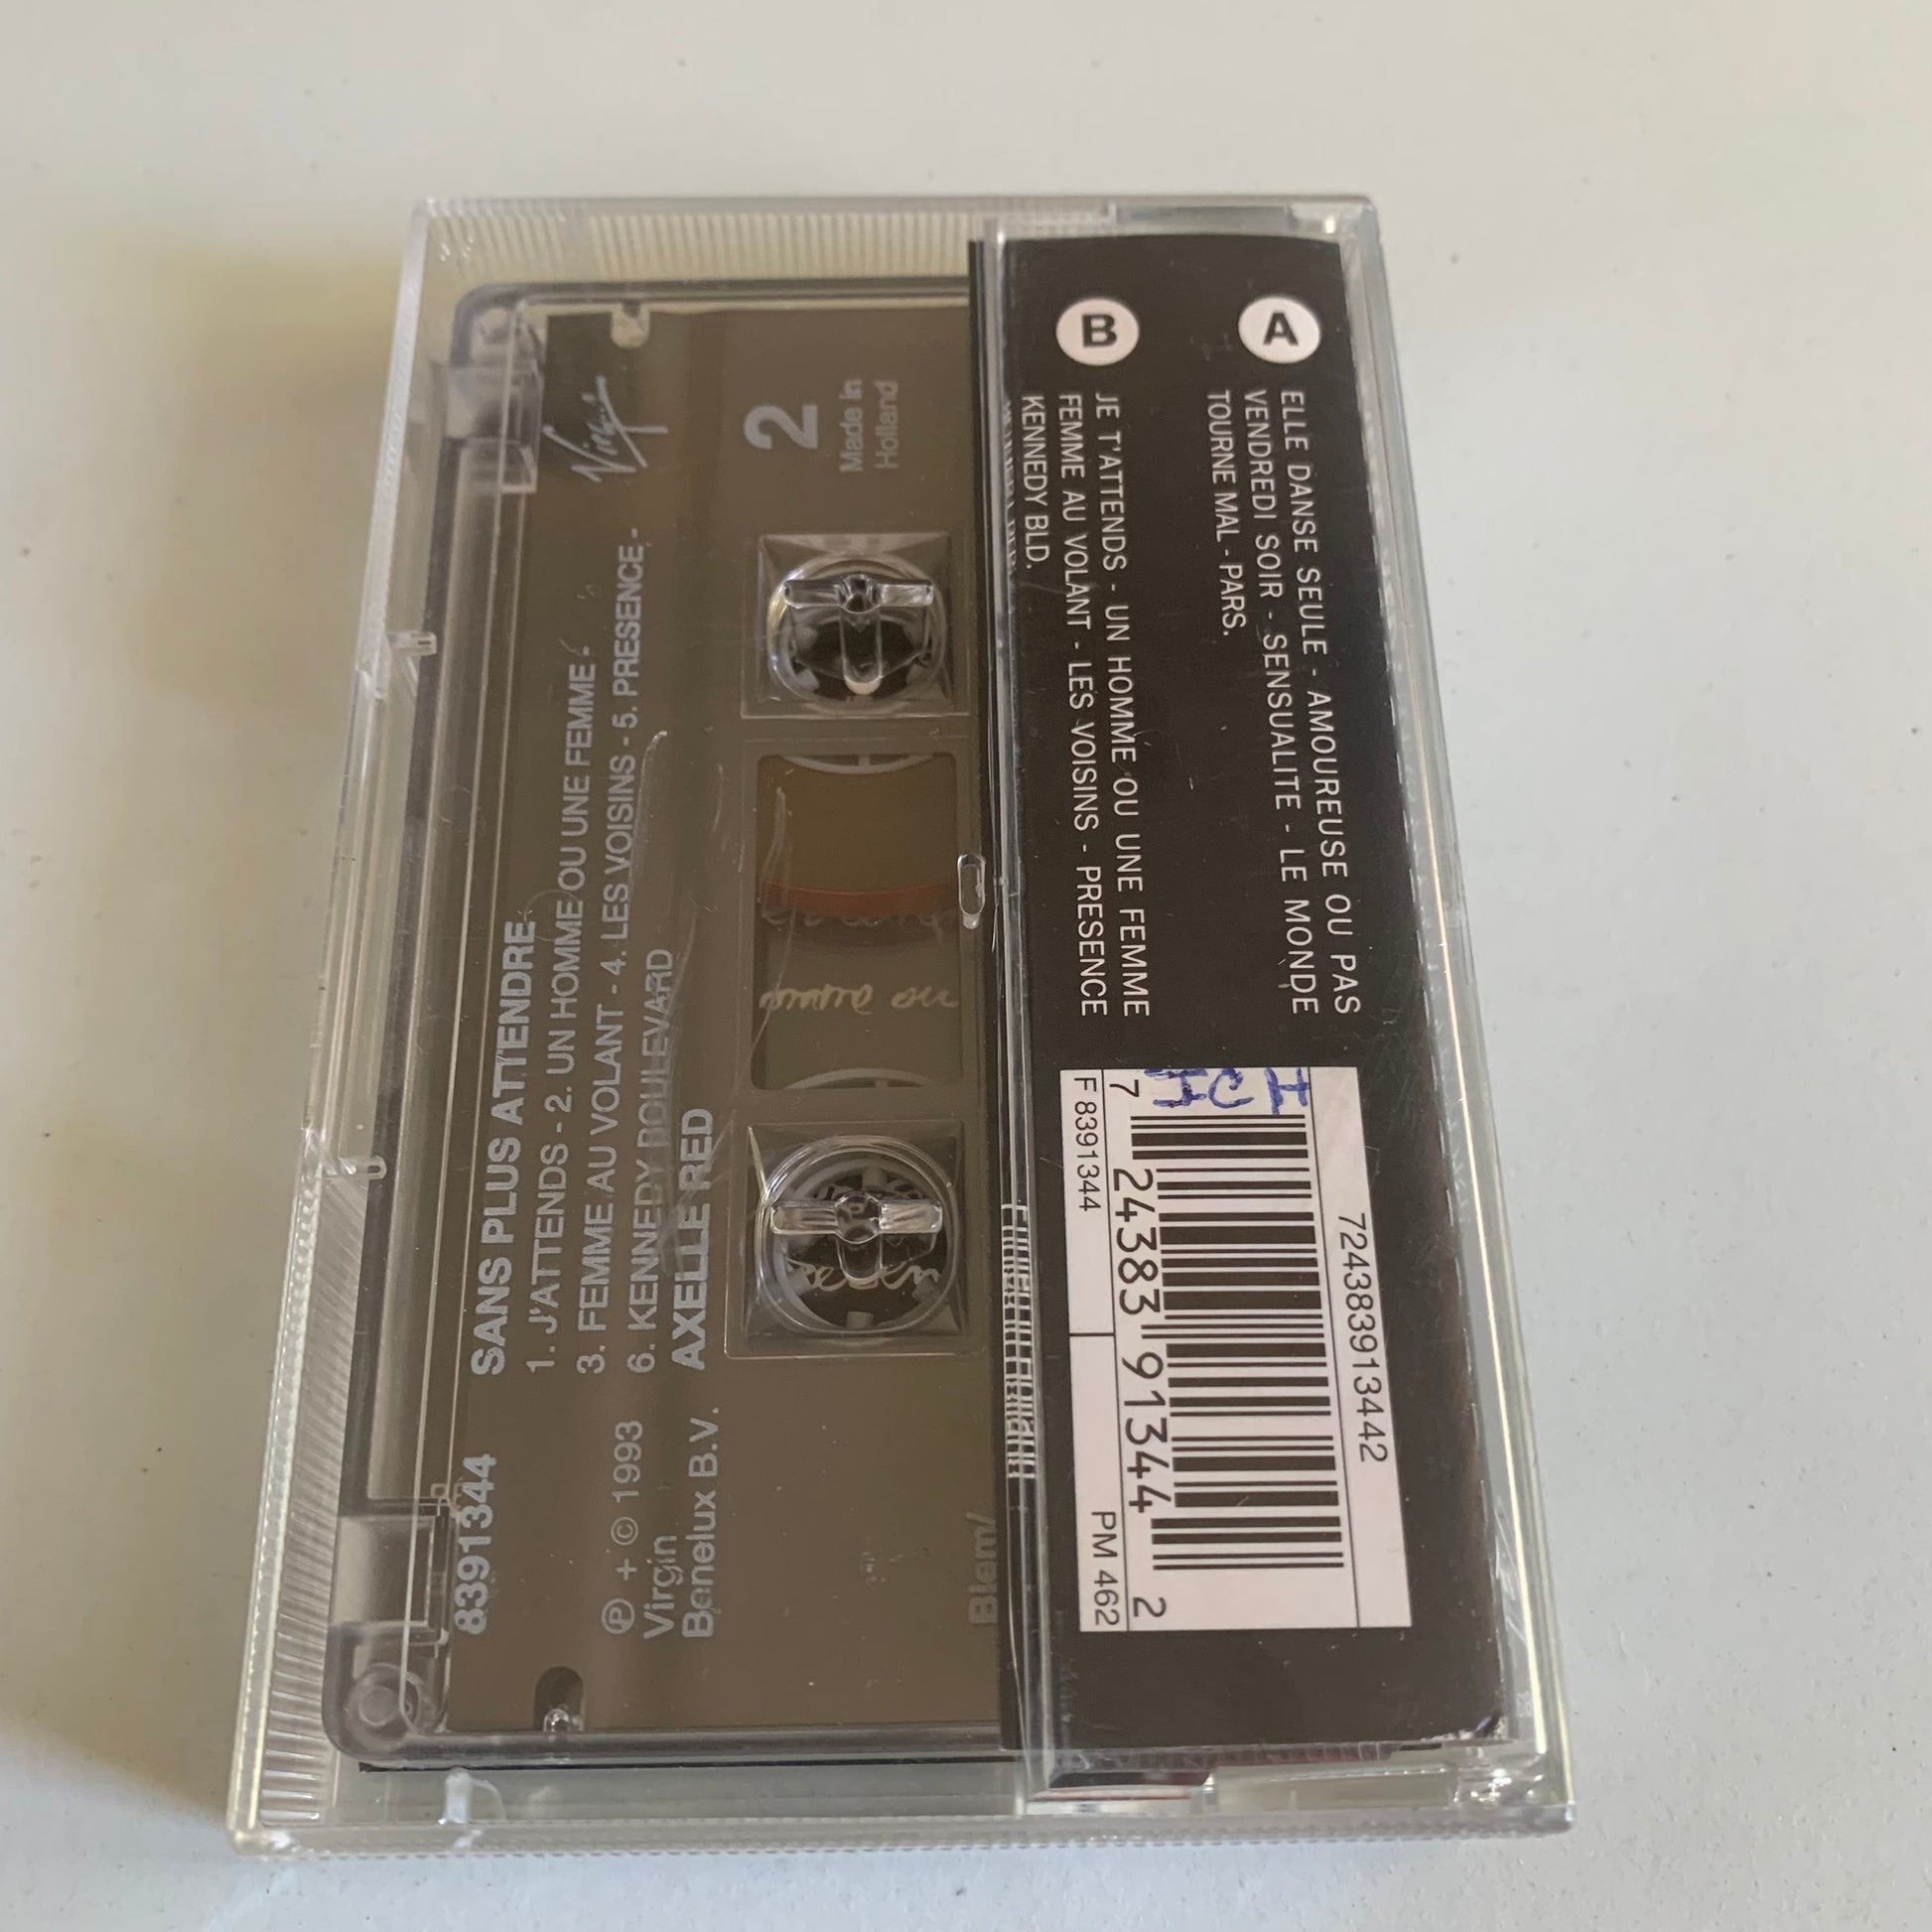 A
ELLE DANSE SEULE - AMOUREUSE OU PAS
VENDREDI SOIR - SENSUALITE - LE MONDE
TOURNE MAL - PARS.
B
JE T'ATTENDS - UN HOMME OU UNE FEMME
FEMME AU VOLANT - LES VOISINS - PRESENCE
KENNEDY BLD.
724383913442
7 24383 91344 2
F 8391344
PM 462
Virgin
2
Made in
Holland
8391344
SANS PLUS ATTENDRE
1. J'ATTENDS - 2. UN HOMME OU UNE FEMME -
3. FEMME AU VOLANT - 4. LES VOISINS - 5. PRESENCE -
6. KENNEDY BOULEVARD
AXELLE RED
Ⓟ + © 1993
Virgin
Benelux B.V.
Biem/